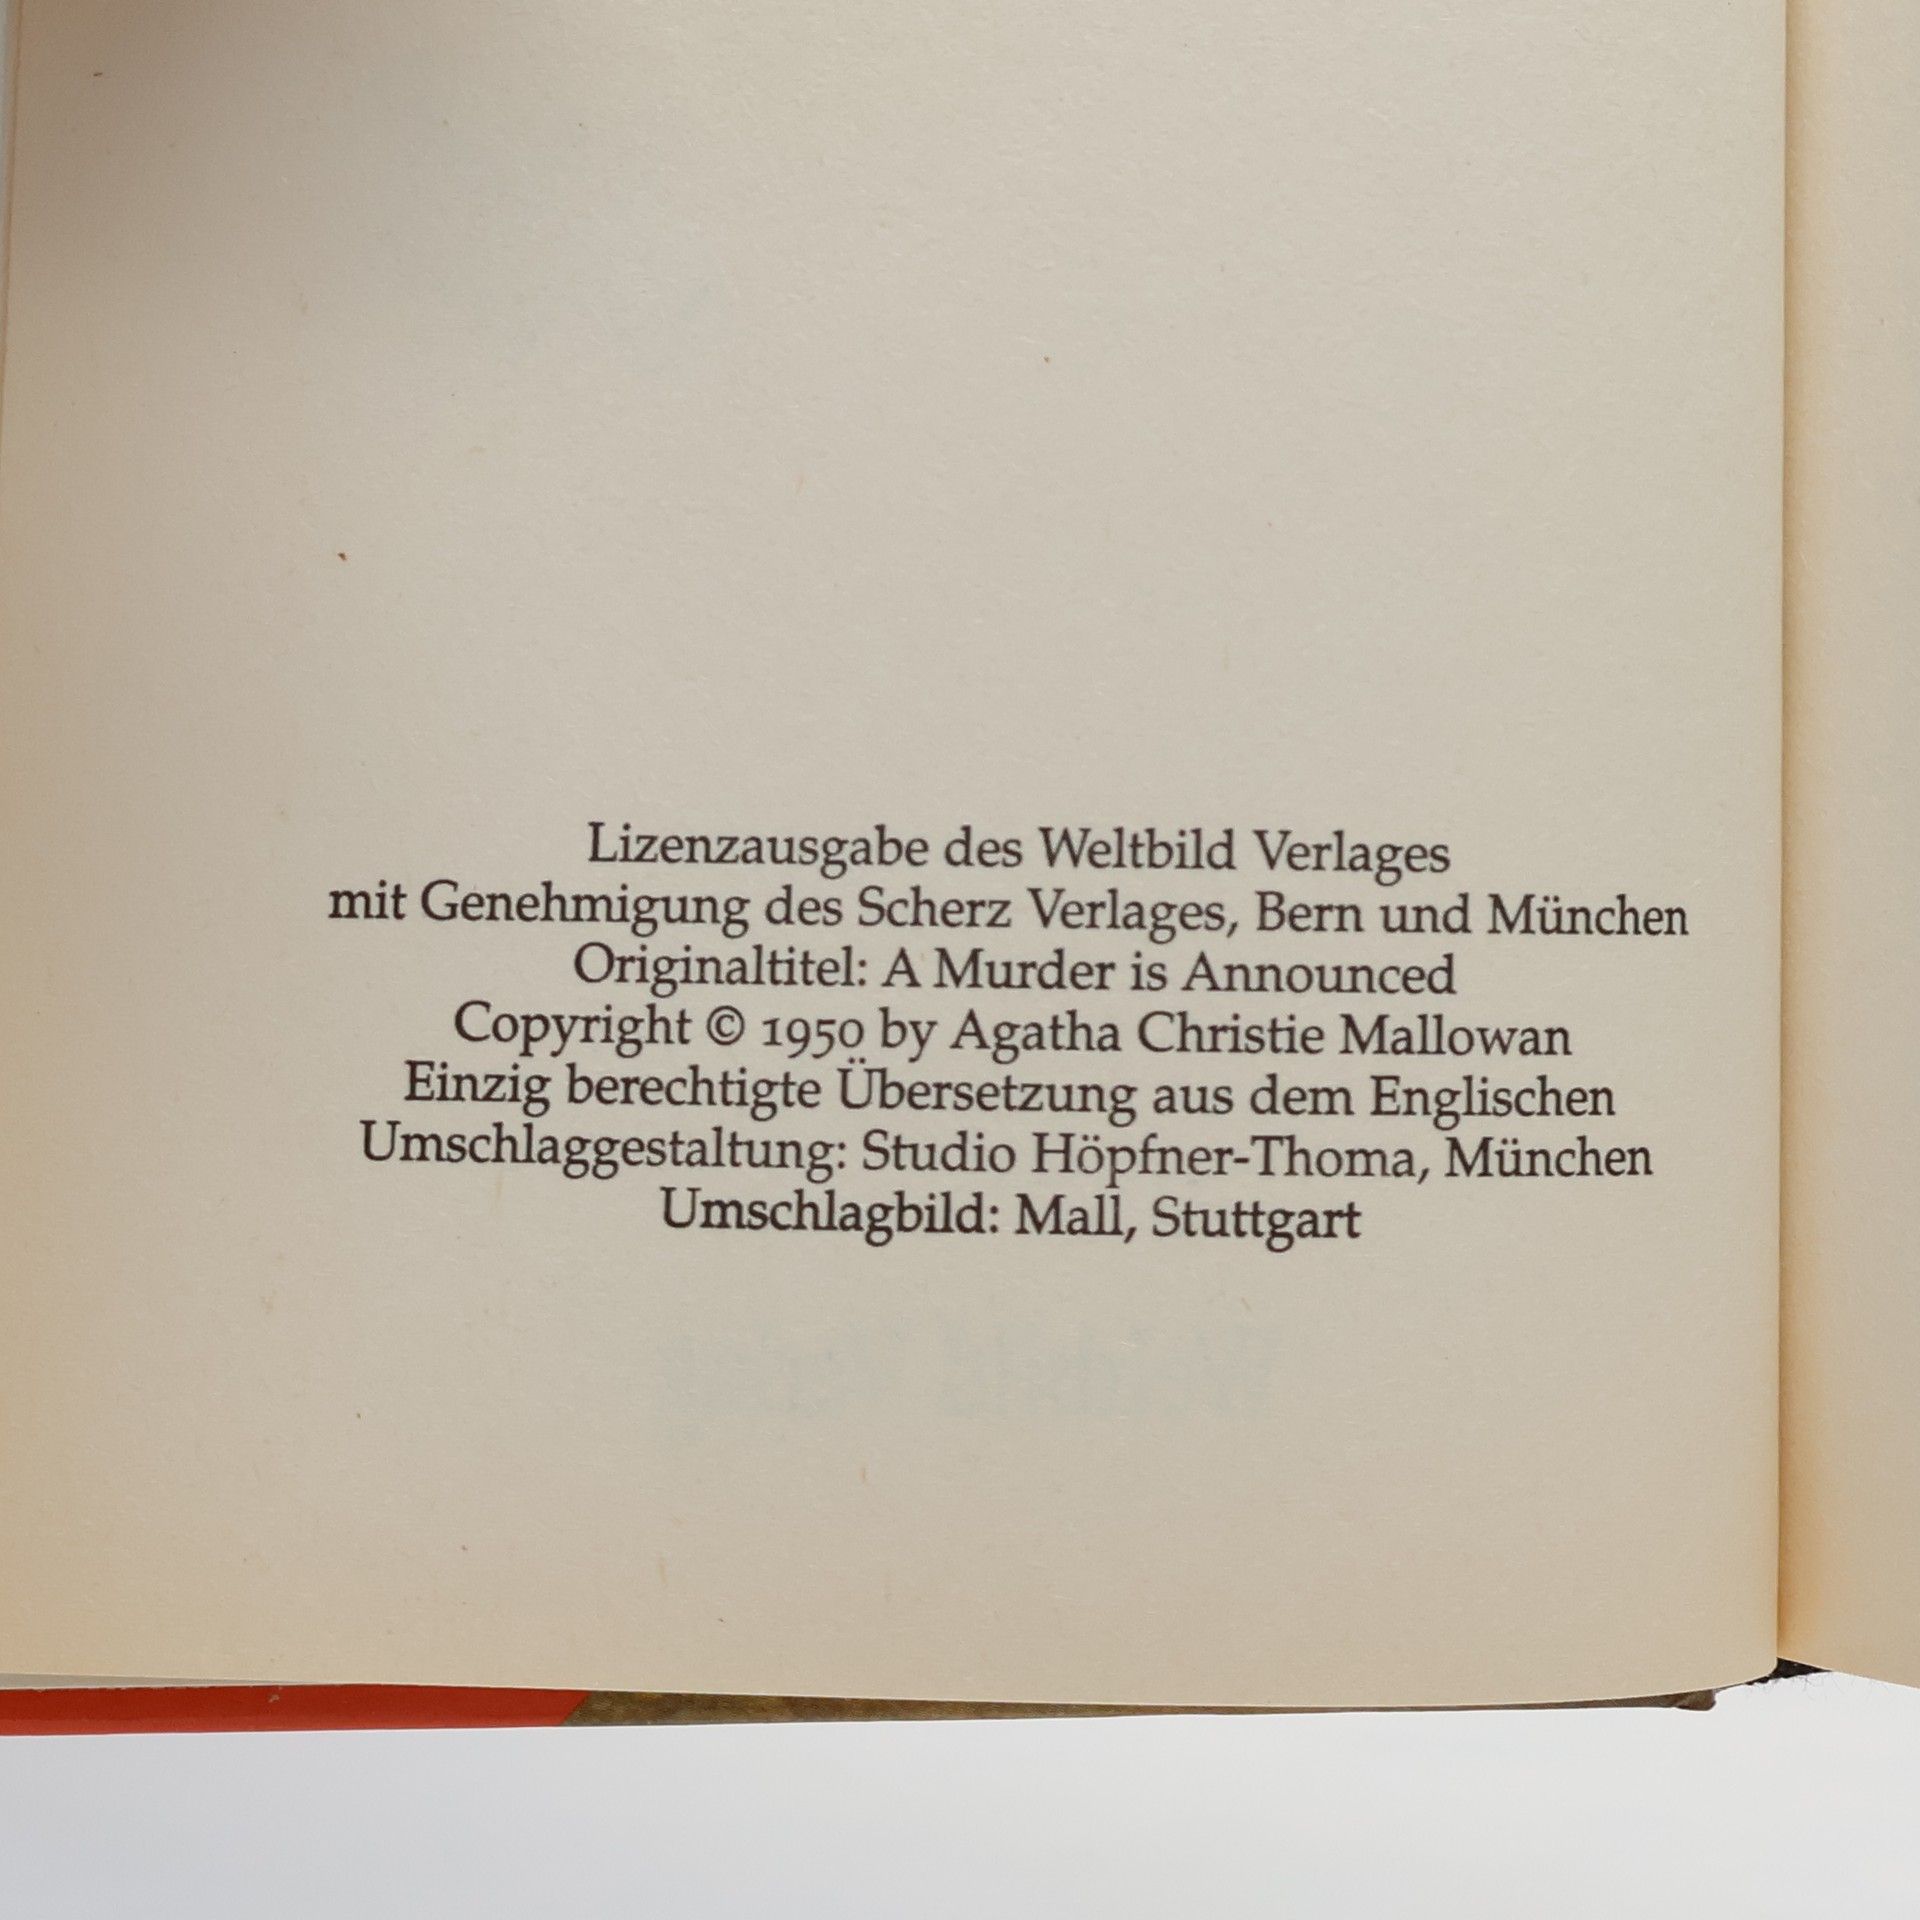 Lizenzausgabe des Weltbild Verlages
mit Genehmigung des Scherz Verlages, Bern und München
Originaltitel: A Murder is Announced
Copyright © 1950 by Agatha Christie Mallowan
Einzig berechtigte Übersetzung aus dem Englischen
Umschlaggestaltung: Studio Höpfner-Thoma, München
Umschlagbild: Mall, Stuttgart